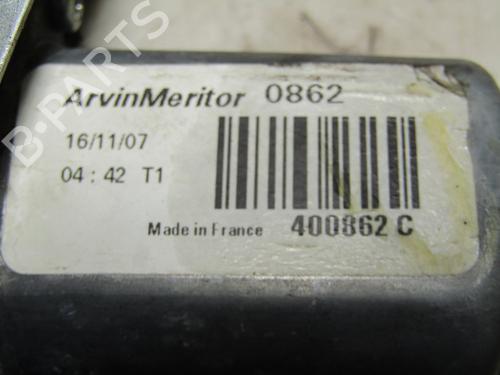 B-PARTS
ArvinMeritor 0862
16/11/07
04 : 42 T1
Made in France 400862 C